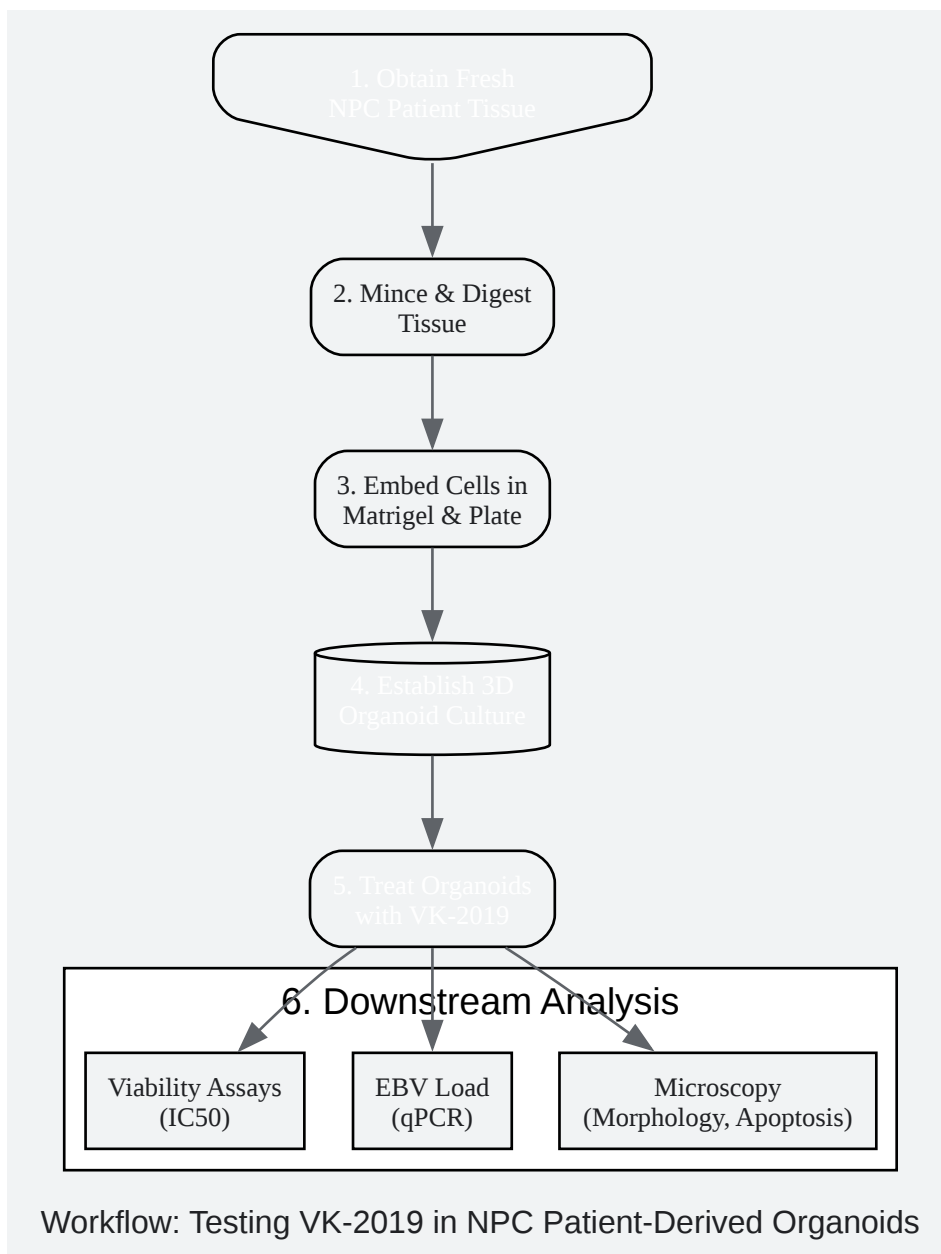 1. Obtain Fresh
NPC Patient Tissue
2. Mince & Digest
Tissue
3. Embed Cells in
Matrigel & Plate
4. Establish 3D
Organoid Culture
5. Treat Organoids
with VK-2019
6. Downstream Analysis
Viability Assays
(IC50)
EBV Load
(qPCR)
Microscopy
(Morphology, Apoptosis)
Workflow: Testing VK-2019 in NPC Patient-Derived Organoids